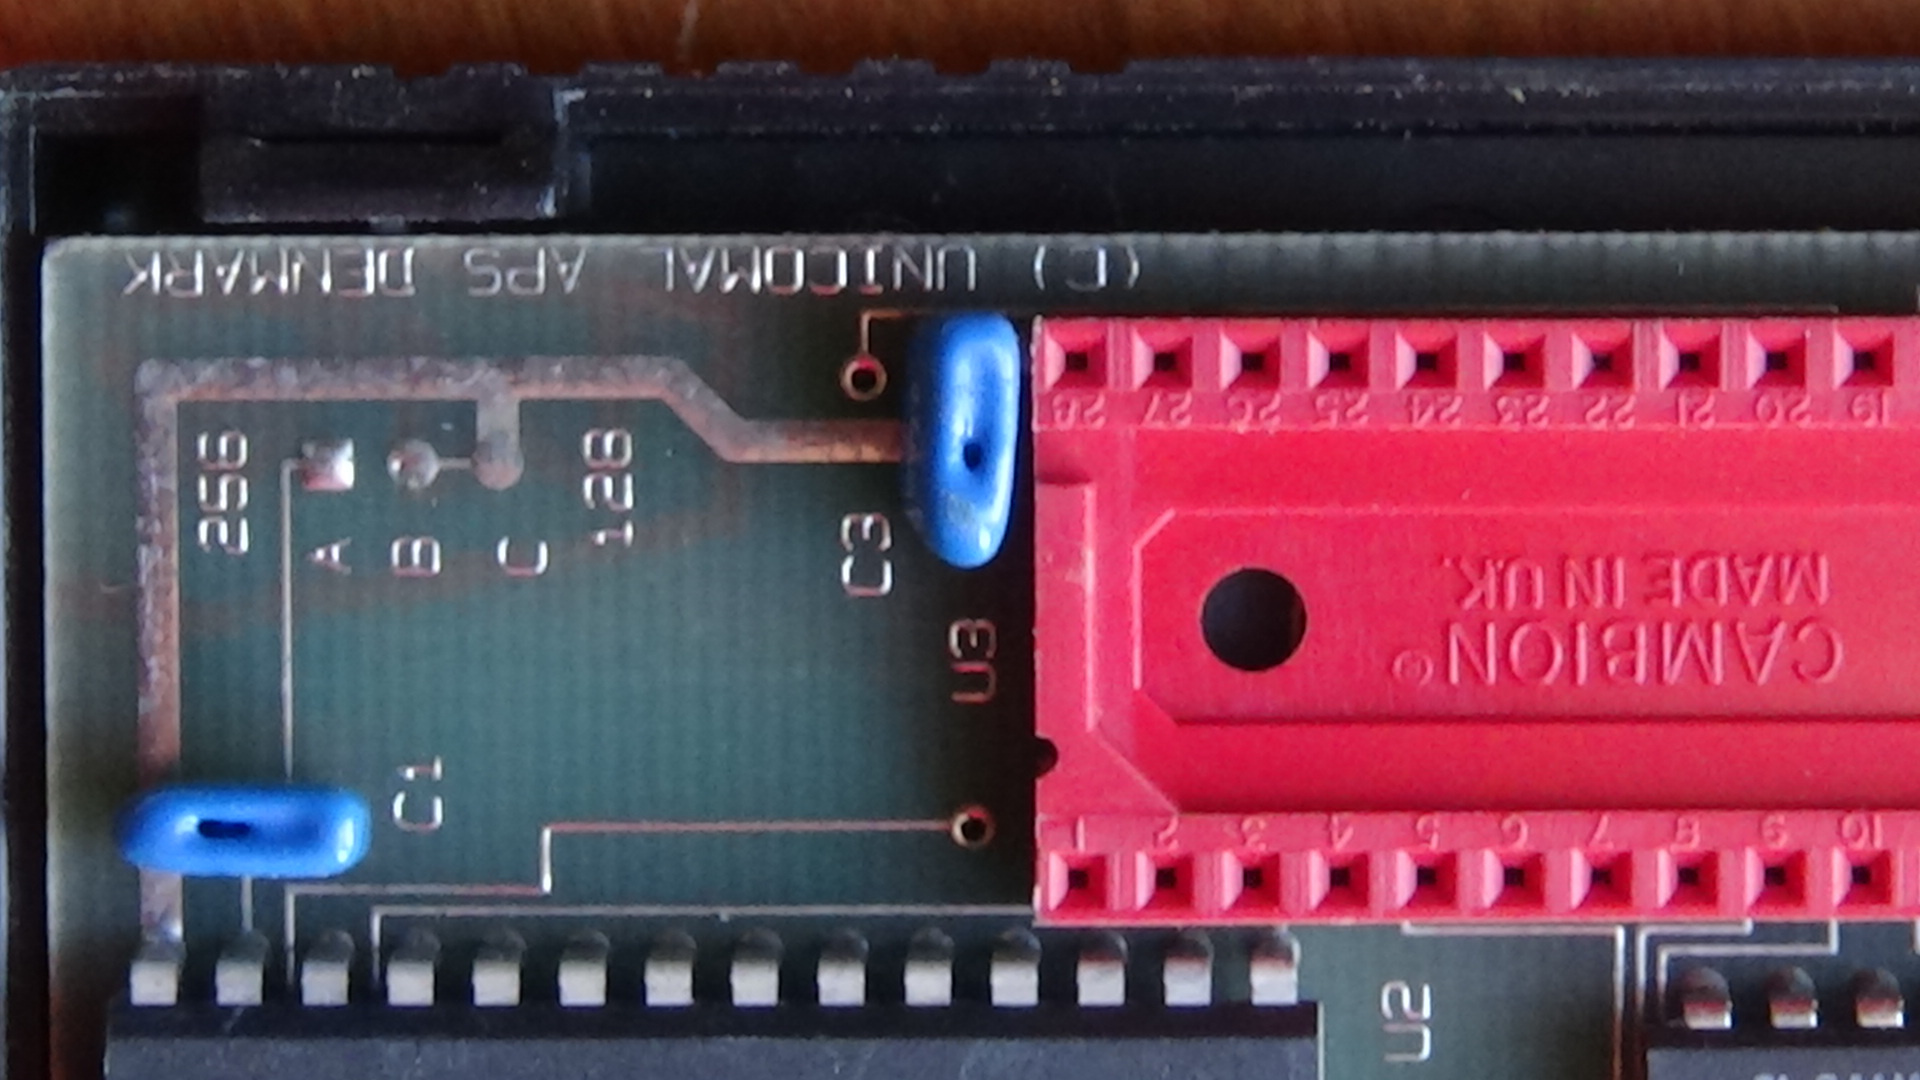 (C) UNICOMAL APS DENMARK
256
128
A
B
C
C3
U3
C1
U2
28 27 26 25 24 23 22 21 20 19
CAMBION®
MADE IN U.K.
1 2 3 4 5 6 7 8 9 10